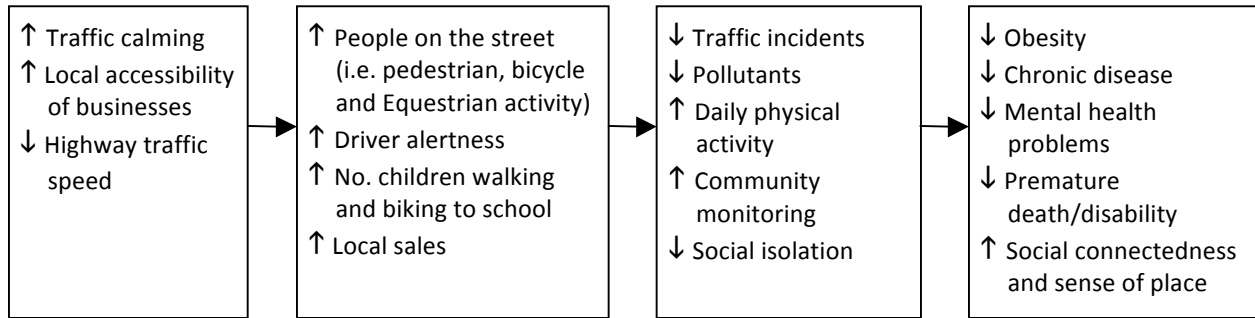 ↑ Traffic calming
↑ Local accessibility
of businesses
↓ Highway traffic
speed
↑ People on the street
(i.e. pedestrian, bicycle
and Equestrian activity)
↑ Driver alertness
↑ No. children walking
and biking to school
↑ Local sales
↓ Traffic incidents
↓ Pollutants
↑ Daily physical
activity
↑ Community
monitoring
↓ Social isolation
↓ Obesity
↓ Chronic disease
↓ Mental health
problems
↓ Premature
death/disability
↑ Social connectedness
and sense of place